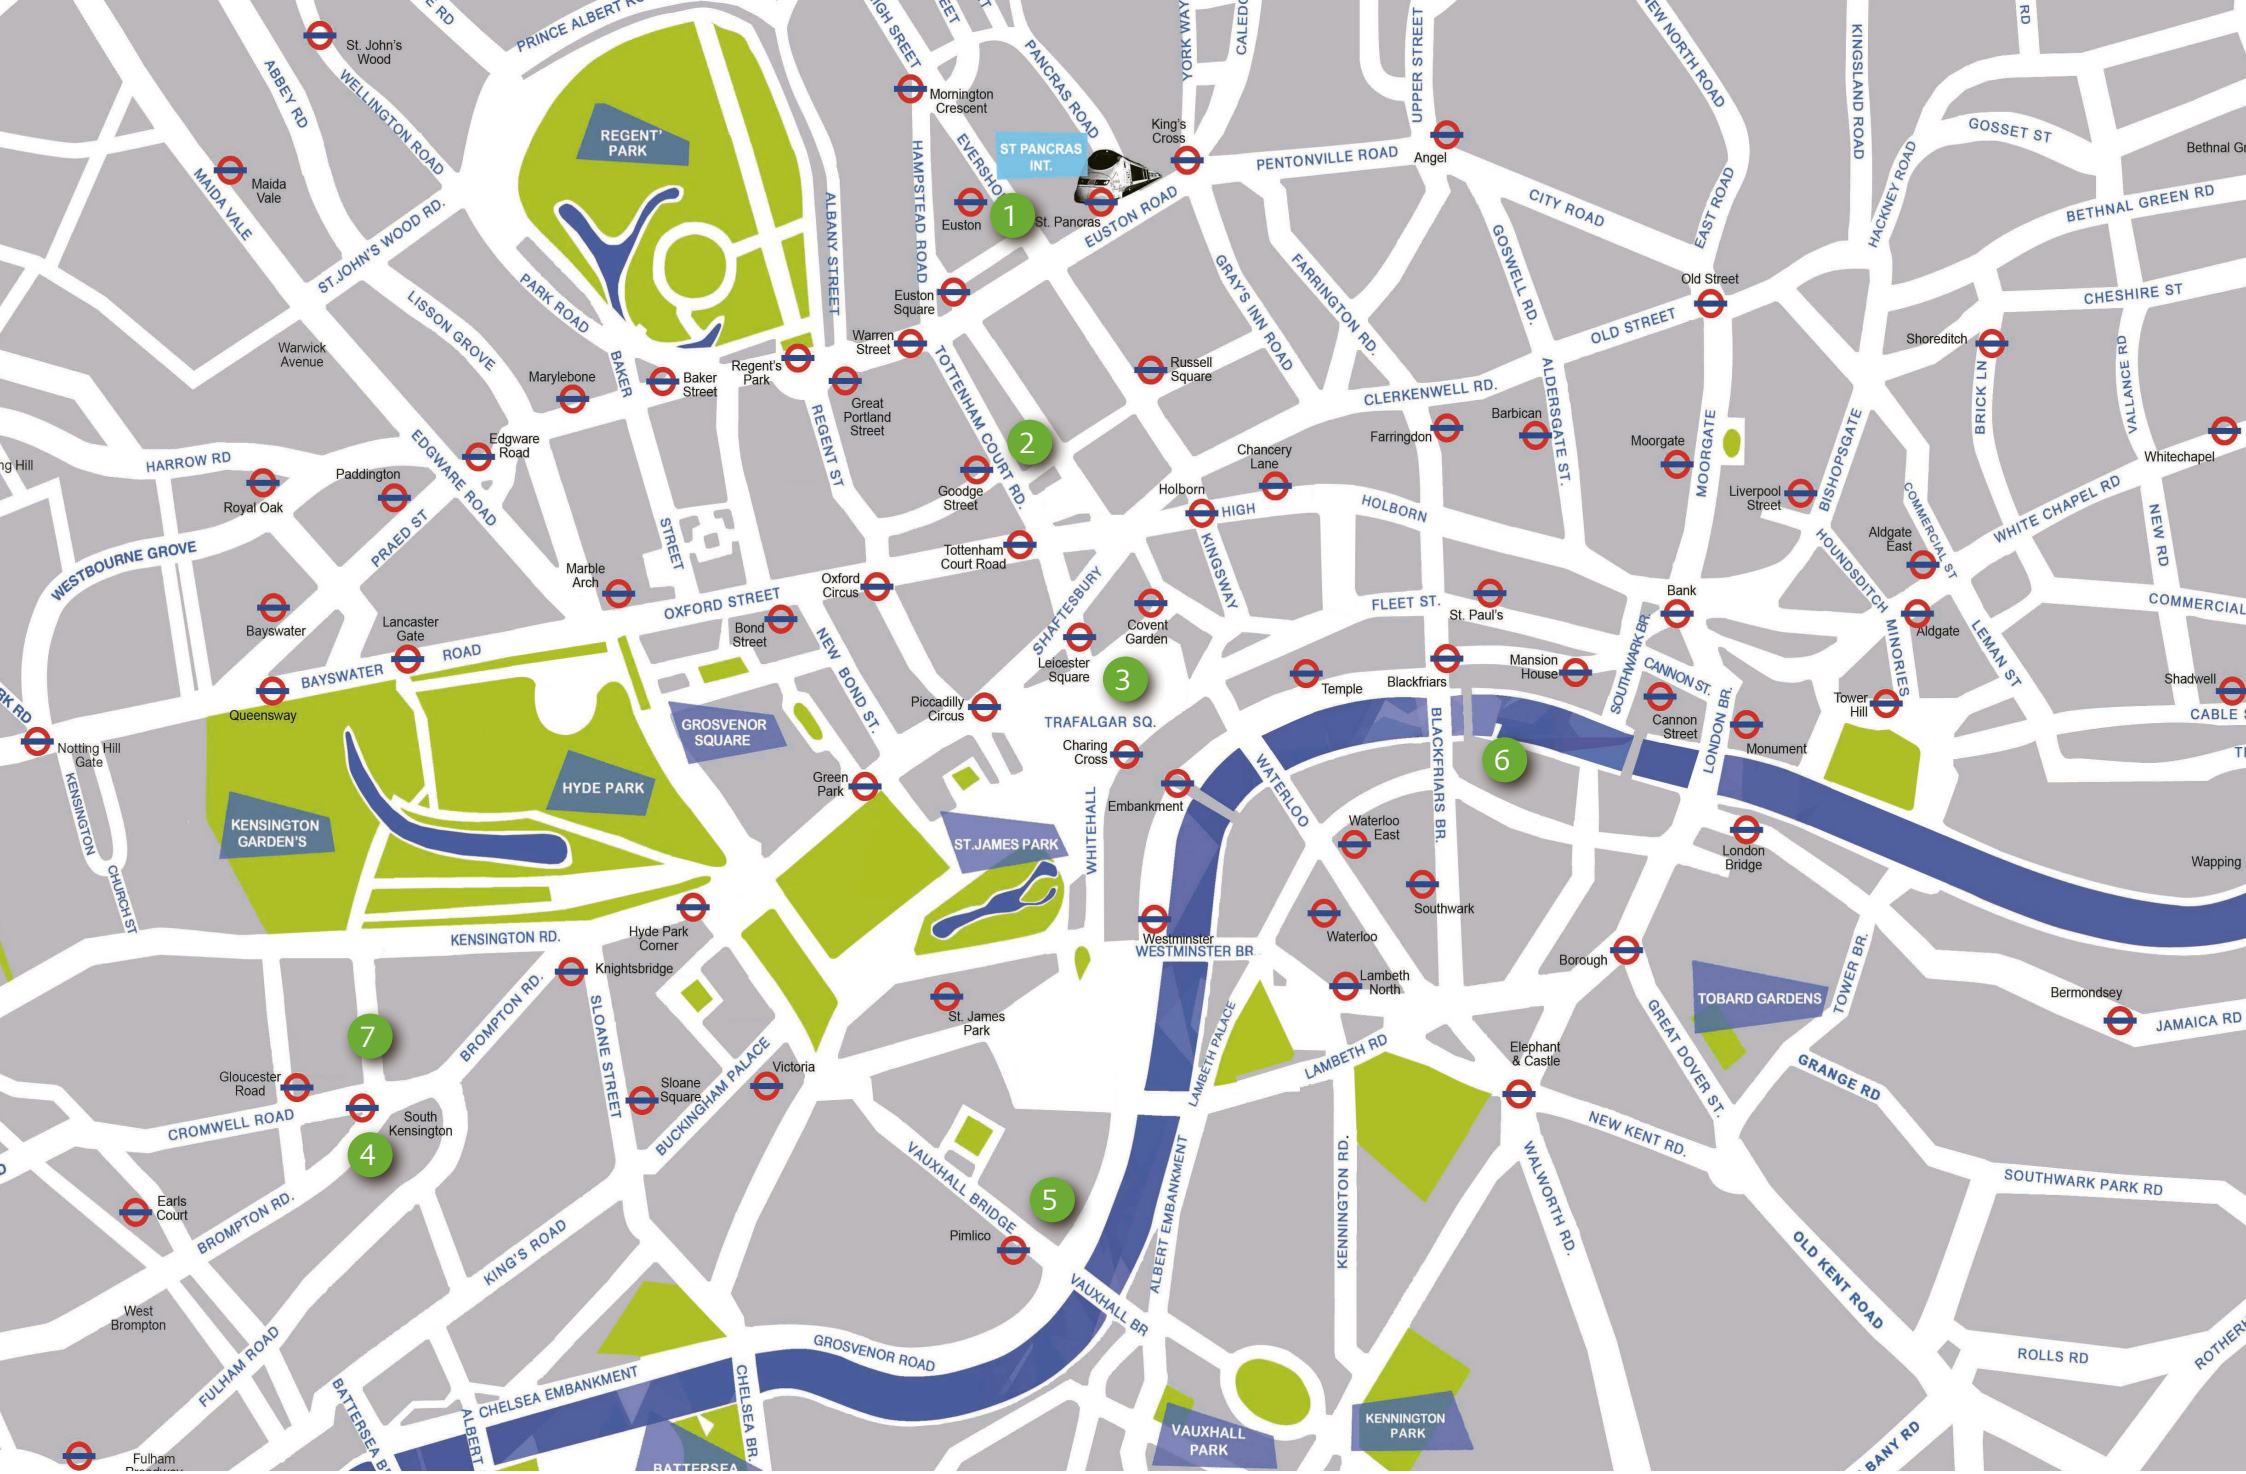 St. John's
Wood
ABBEY RD
WELLINGTON ROAD
E RD
PRINCE ALBERT
REGENT'
PARK
Maida
Vale
MAIDA VALE
ST.JOHN'S WOOD RD.
LISSON GROVE
PARK ROAD
ALBANY STREET
HIGH SREET
EET
Mornington
Crescent
HAMPSTEAD ROAD
EVERSHO
PANCRAS ROAD
ST PANCRAS
INT.
King's
Cross
YORK WAY
CALEDO
Euston
1
St. Pancras
EUSTON ROAD
PENTONVILLE ROAD
UPPER STREET
Angel
CITY ROAD
NEW NORTH ROAD
EAST ROAD
KINGSLAND ROAD
HACKNEY ROAD
RD
GOSSET ST
Bethnal Gr
BETHNAL GREEN RD
CHESHIRE ST
Euston
Square
Warren
Street
Regent's
Park
Great
Portland
Street
Baker
Street
BAKER
STREET
Marylebone
Warwick
Avenue
Edgware
Road
EDGWARE ROAD
HARROW RD
ng Hill
Royal Oak
Paddington
PRAED ST
WESTBOURNE GROVE
REGENT ST
TOTTENHAM COURT RD.
2
Goodge
Street
Russell
Square
GRAY'S INN ROAD
FARRINGTON RD.
GOSWELL RD.
CLERKENWELL RD.
OLD STREET
Old Street
Farringdon
Barbican
ALDERSGATE ST.
Moorgate
MOORGATE
Liverpool
Street
BISHOPSGATE
Shoreditch
BRICK LN
VALLANCE RD
Whitechapel
WHITE CHAPEL RD
COMMERCIAL ST
NEW RD
COMMERCIAL
Chancery
Lane
Holborn
HIGH
HOLBORN
KINGSWAY
Tottenham
Court Road
Oxford
Circus
OXFORD STREET
Marble
Arch
Bond
Street
NEW BOND ST.
Bayswater
Lancaster
Gate
BAYSWATER
ROAD
Queensway
RK RD
Notting Hill
Gate
KENSINGTON
CHURCH ST
SHAFTESBURY
Covent
Garden
Leicester
Square
3
Piccadilly
Circus
TRAFALGAR SQ.
Charing
Cross
Embankment
FLEET ST.
St. Paul's
Temple
Blackfriars
Mansion
House
Bank
SOUTHWARK BR.
CANNON ST.
Cannon
Street
LONDON BR.
Monument
Aldgate
East
HOUNDSDITCH
Aldgate
MINORIES
LEMAN ST
Tower
Hill
Shadwell
CABLE S
GROSVENOR
SQUARE
HYDE PARK
KENSINGTON
GARDEN'S
Green
Park
ST.JAMES PARK
WHITEHALL
WATERLOO
BLACKFRIARS BR.
6
Waterloo
East
Southwark
Waterloo
London
Bridge
Wapping
Hyde Park
Corner
KENSINGTON RD.
Knightsbridge
BROMPTON RD.
SLOANE STREET
Westminster
WESTMINSTER BR.
St. James
Park
Lambeth
North
LAMBETH PALACE
LAMBETH RD
Borough
TOBARD GARDENS
GREAT DOVER ST.
TOWER BR.
Bermondsey
JAMAICA RD
GRANGE RD
7
Gloucester
Road
CROMWELL ROAD
South
Kensington
4
Sloane
Square
BUCKINGHAM PALACE
Victoria
Elephant
& Castle
NEW KENT RD.
WALWORTH RD.
KENNINGTON RD.
SOUTHWARK PARK RD
OLD KENT ROAD
ROLLS RD
ROTHERH
Earls
Court
BROMPTON RD.
West
Brompton
KING'S ROAD
FULHAM ROAD
VAUXHALL BRIDGE
5
Pimlico
VAUXHALL BR
ALBERT EMBANKMENT
GROSVENOR ROAD
CHELSEA EMBANKMENT
CHELSEA BR.
BATTERSEA B
ALBERT
BATTERSEA
VAUXHALL
PARK
KENNINGTON
PARK
BANY RD
Fulham
Broadway